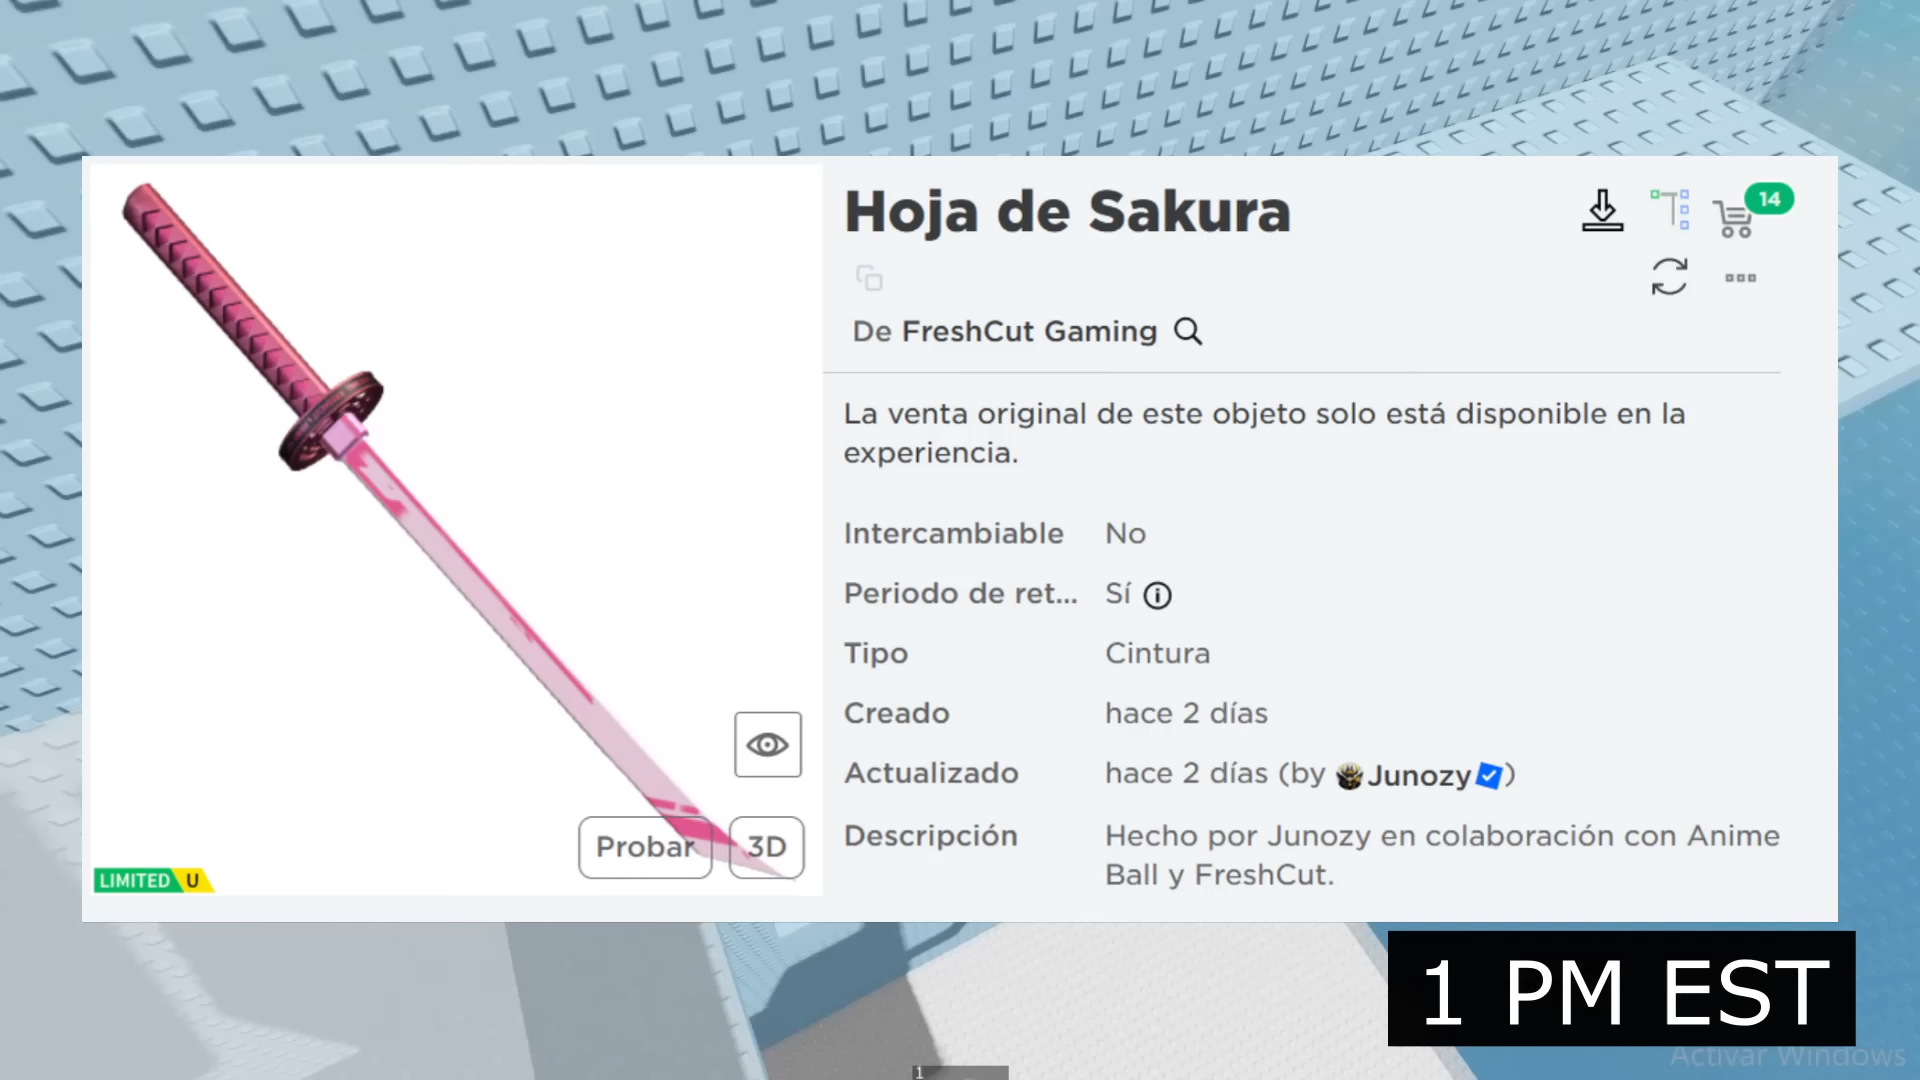 Hoja de Sakura
14
De FreshCut Gaming
La venta original de este objeto solo está disponible en la
experiencia.
Intercambiable No
Periodo de ret... Sí
Tipo Cintura
Creado hace 2 días
Actualizado hace 2 días (by Junozy)
Descripción Hecho por Junozy en colaboración con Anime
Ball y FreshCut.
Probar 3D
LIMITED U
1 PM EST
Activar Windows
1